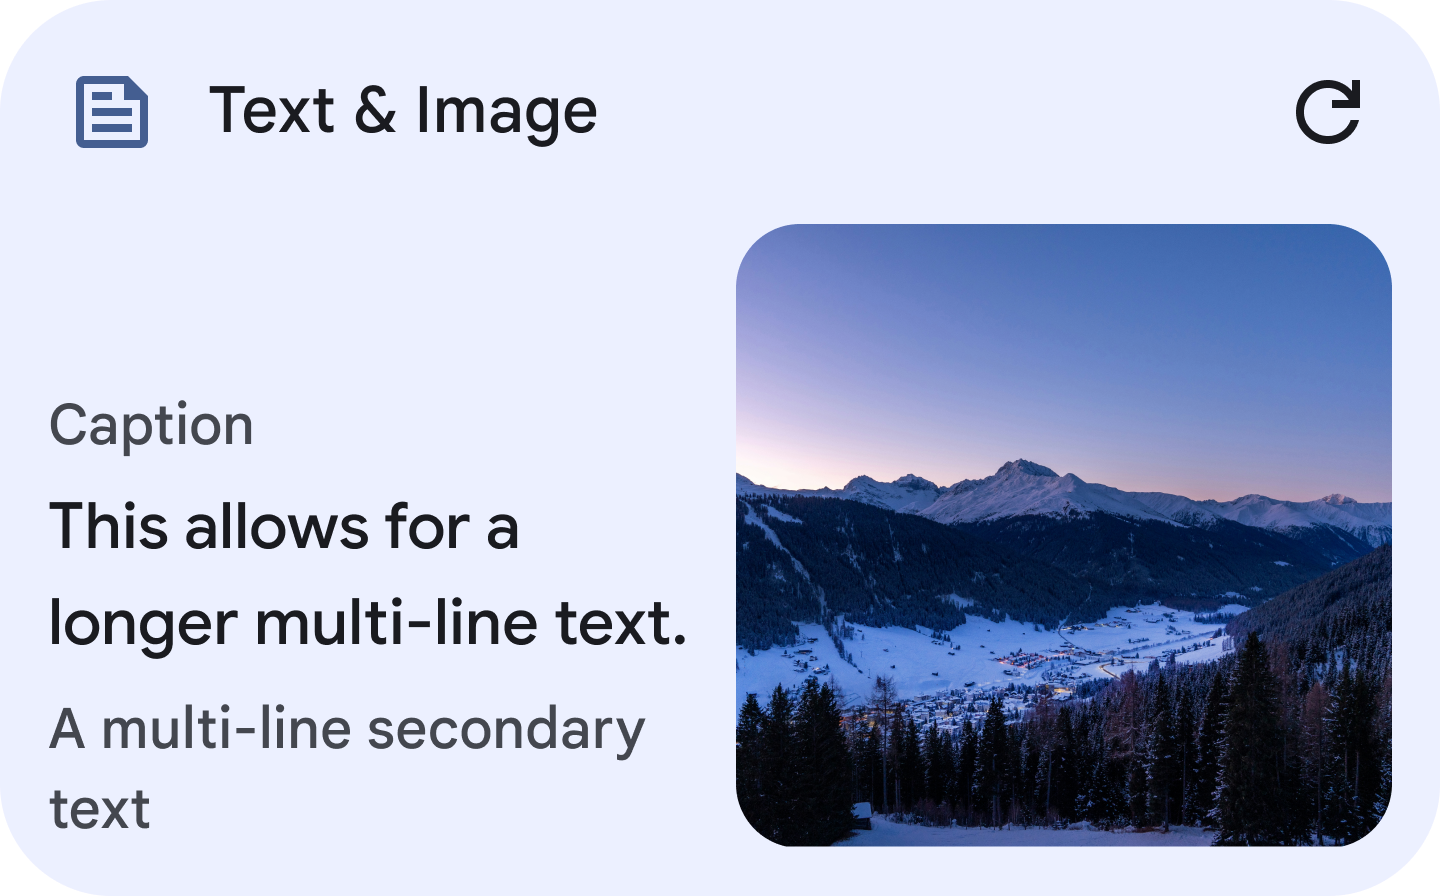 Text & Image
Caption
This allows for a
longer multi-line text.
A multi-line secondary
text